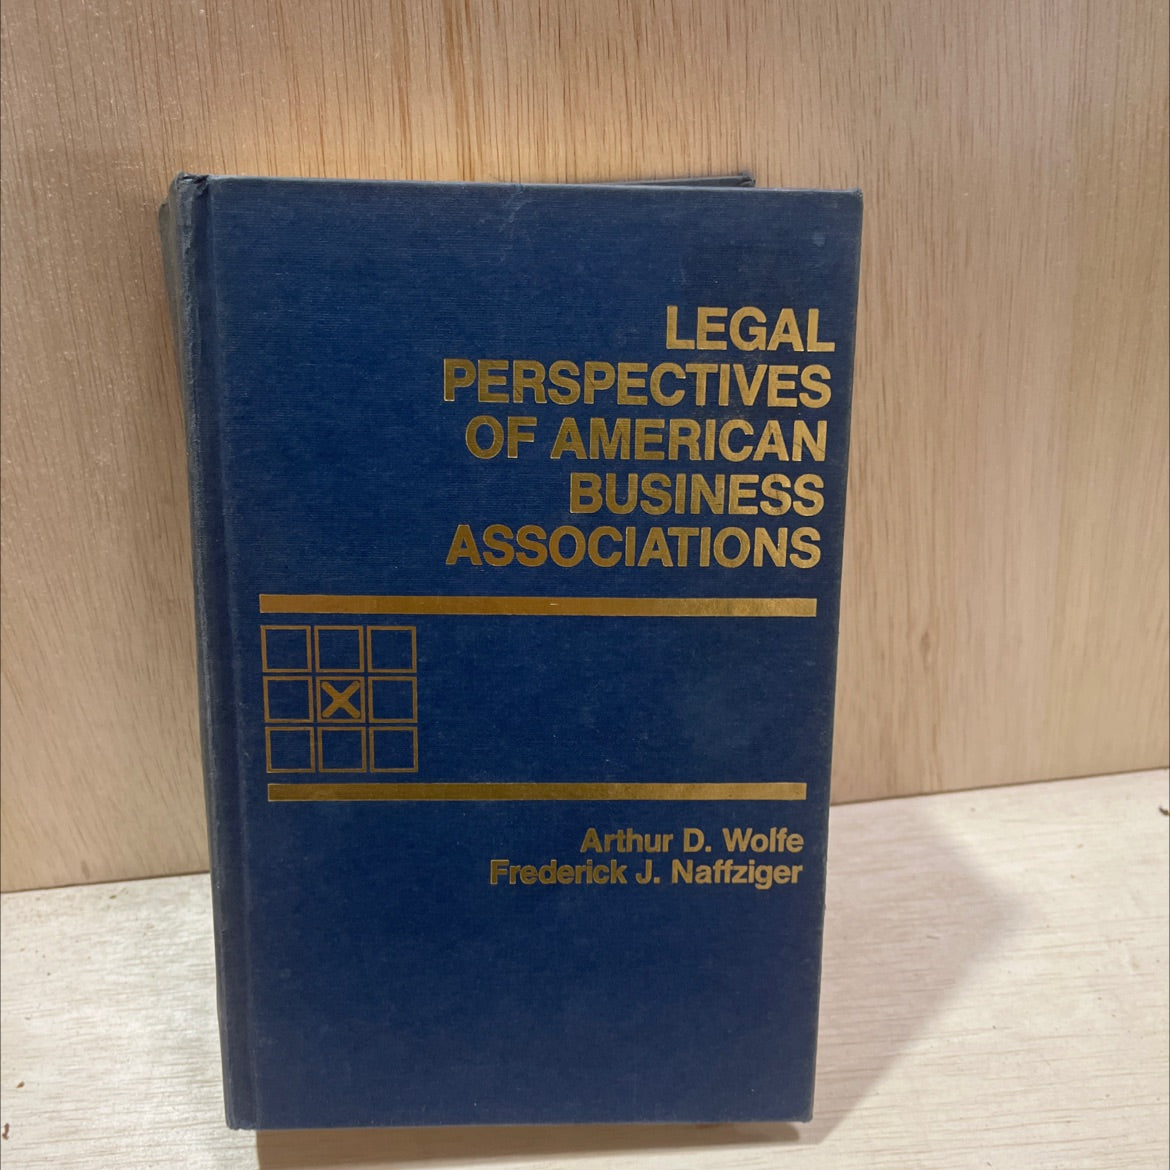 LEGAL
PERSPECTIVES
OF AMERICAN
BUSINESS
ASSOCIATIONS
Arthur D. Wolfe
Frederick J. Naffziger